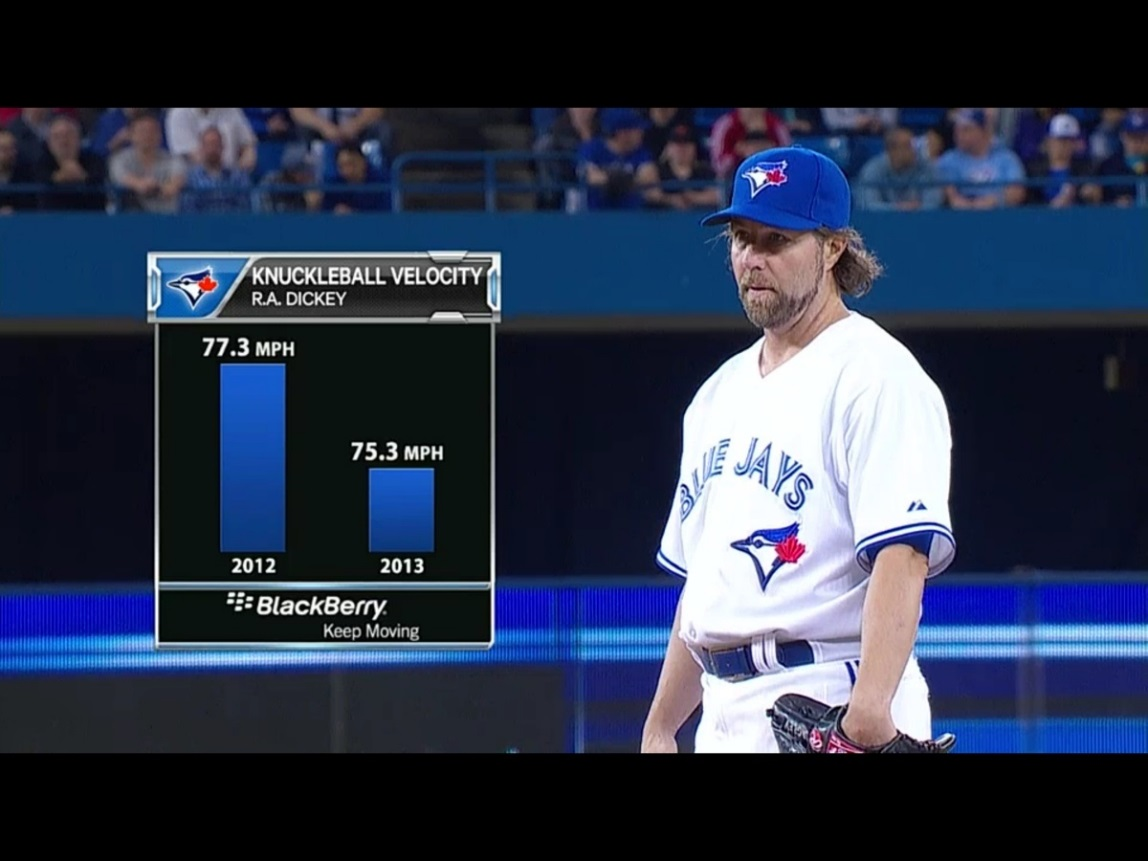 KNUCKLEBALL VELOCITY
R.A. DICKEY
77.3 MPH
75.3 MPH
2012
2013
BlackBerry
Keep Moving
BLUE JAYS